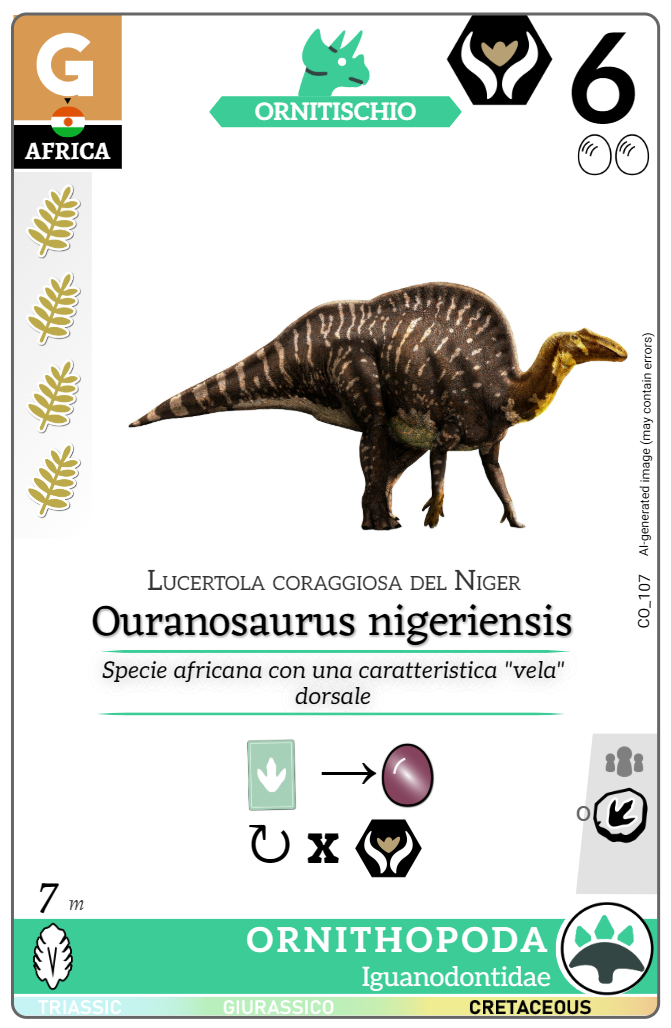 G
AFRICA
ORNITISCHIO
6
AI-generated image (may contain errors)
CO_107
Lucertola coraggiosa del Niger
Ouranosaurus nigeriensis
Specie africana con una caratteristica "vela"
dorsale
x
O
7 m
ORNITHOPODA
Iguanodontidae
TRIASSIC GIURASSICO CRETACEOUS